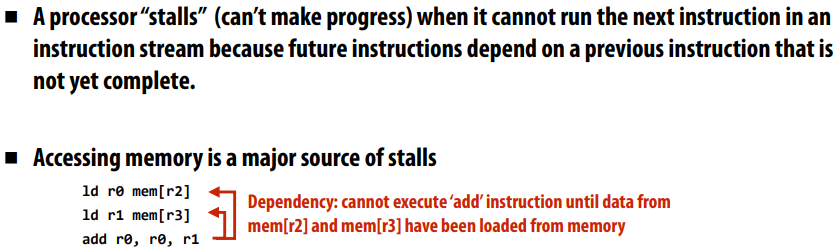 ■ A processor “stalls” (can’t make progress) when it cannot run the next instruction in an
instruction stream because future instructions depend on a previous instruction that is
not yet complete.
■ Accessing memory is a major source of stalls
ld r0 mem[r2]
ld r1 mem[r3]
add r0, r0, r1
Dependency: cannot execute ‘add’ instruction until data from
mem[r2] and mem[r3] have been loaded from memory